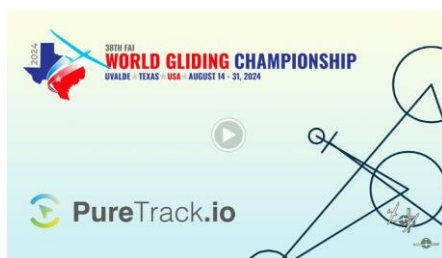 2024
38TH FAI
WORLD GLIDING CHAMPIONSHIP
UVALDE ★ TEXAS ★ USA ★ AUGUST 14 - 31, 2024
PureTrack.io